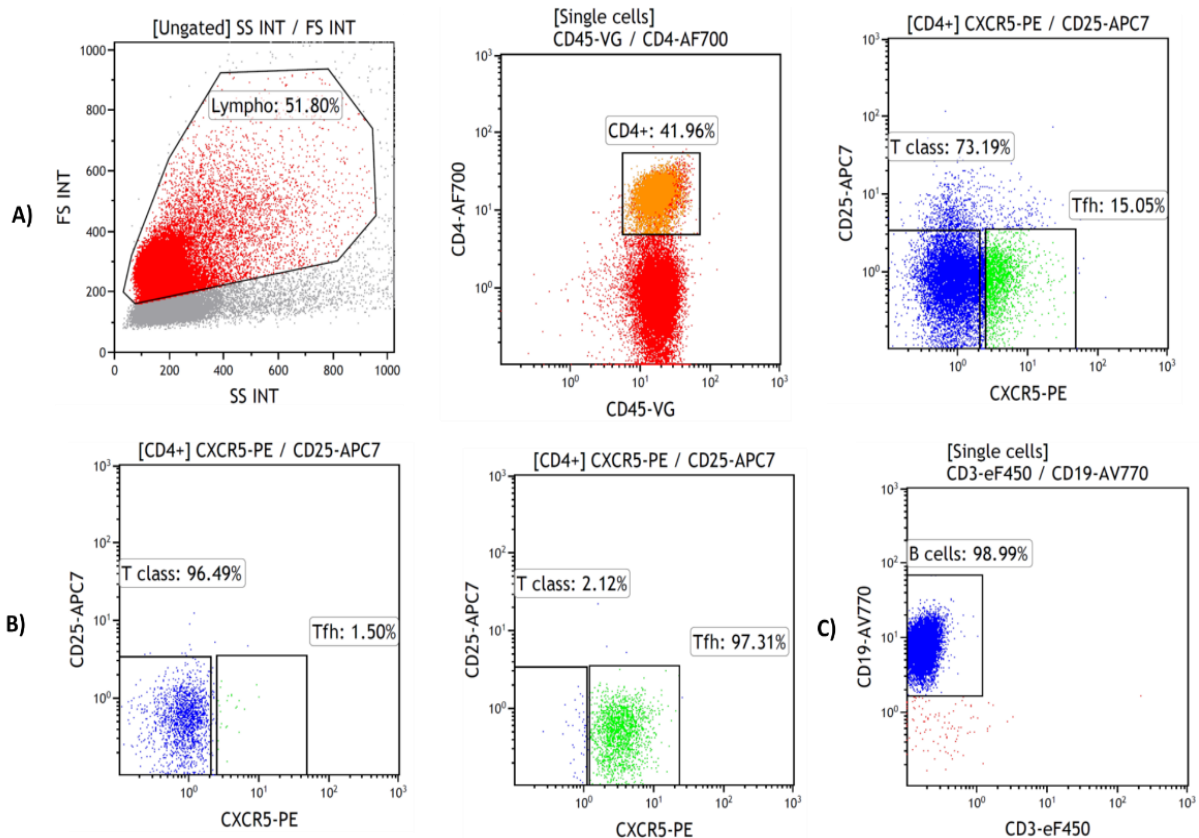 A)
[Ungated] SS INT / FS INT
1000
800
600
400
200
0
FS INT
Lympho: 51.80%
0
200
400
600
800
1000
SS INT
[Single cells]
CD45-VG / CD4-AF700
10³
10²
10¹
10⁰
CD4-AF700
CD4+: 41.96%
10⁰
10¹
10²
10³
CD45-VG
[CD4+] CXCR5-PE / CD25-APC7
10³
10²
10¹
10⁰
CD25-APC7
T class: 73.19%
Tfh: 15.05%
10⁰
10¹
10²
10³
CXCR5-PE
B)
[CD4+] CXCR5-PE / CD25-APC7
10³
10²
10¹
10⁰
CD25-APC7
T class: 96.49%
Tfh: 1.50%
10⁰
10¹
10²
10³
CXCR5-PE
[CD4+] CXCR5-PE / CD25-APC7
10³
10²
10¹
10⁰
CD25-APC7
T class: 2.12%
Tfh: 97.31%
10⁰
10¹
10²
10³
CXCR5-PE
C)
[Single cells]
CD3-eF450 / CD19-AV770
10³
10²
10¹
10⁰
CD19-AV770
B cells: 98.99%
10⁰
10¹
10²
10³
CD3-eF450